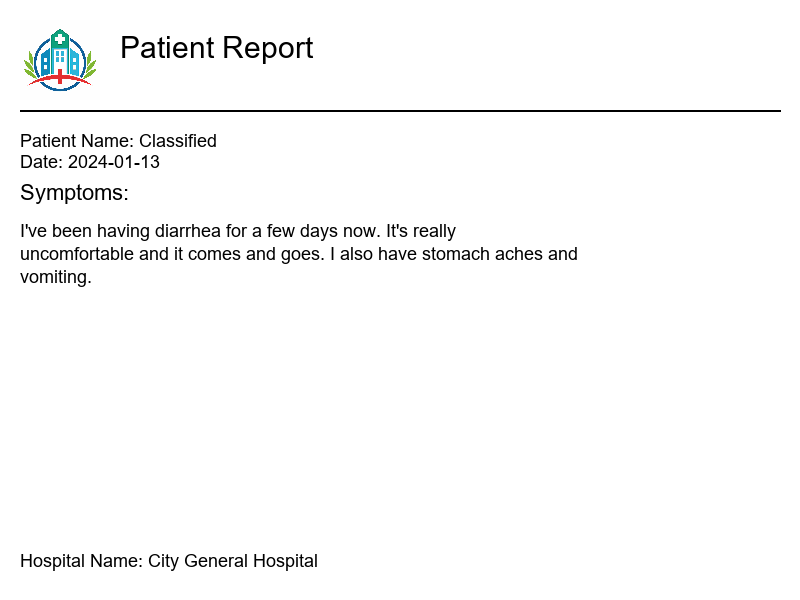 Patient Report
Patient Name: Classified
Date: 2024-01-13
Symptoms:
I've been having diarrhea for a few days now. It's really
uncomfortable and it comes and goes. I also have stomach aches and
vomiting.
Hospital Name: City General Hospital